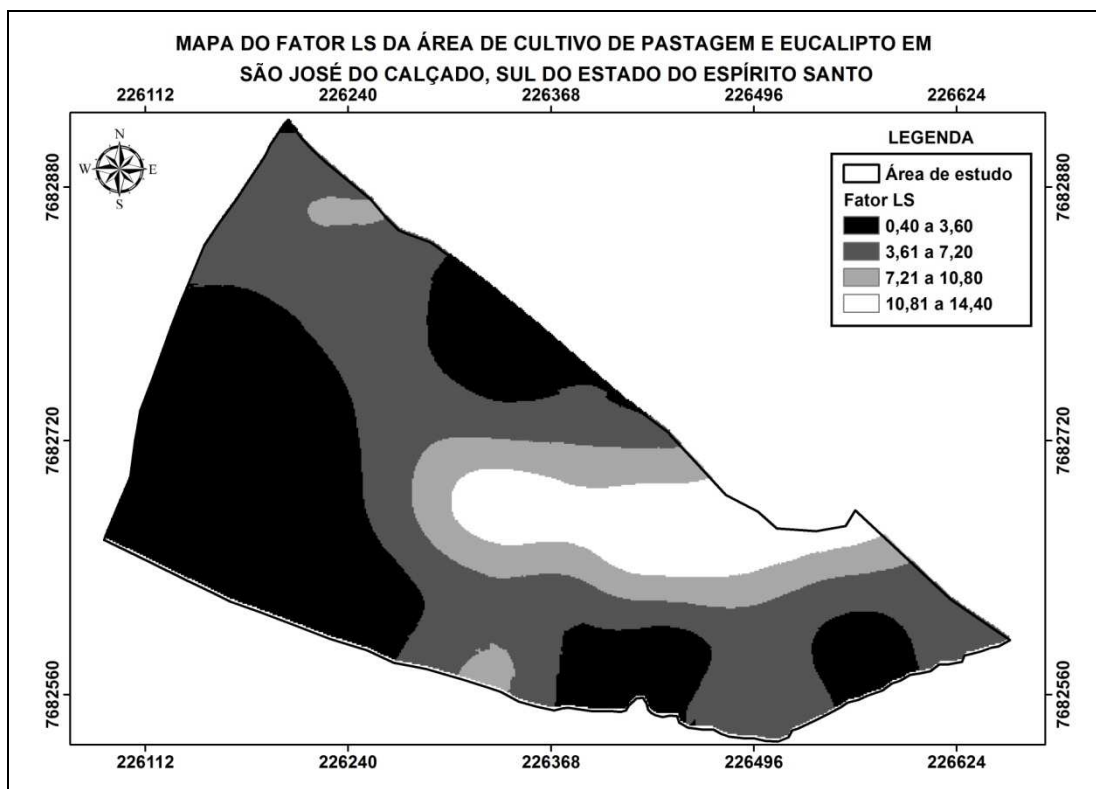 MAPA DO FATOR LS DA ÁREA DE CULTIVO DE PASTAGEM E EUCALIPTO EM
SÃO JOSÉ DO CALÇADO, SUL DO ESTADO DO ESPÍRITO SANTO
226112 226240 226368 226496 226624
N
W E
S
LEGENDA
Área de estudo
Fator LS
0,40 a 3,60
3,61 a 7,20
7,21 a 10,80
10,81 a 14,40
7682880 7682880
7682720 7682720
7682560 7682560
226112 226240 226368 226496 226624